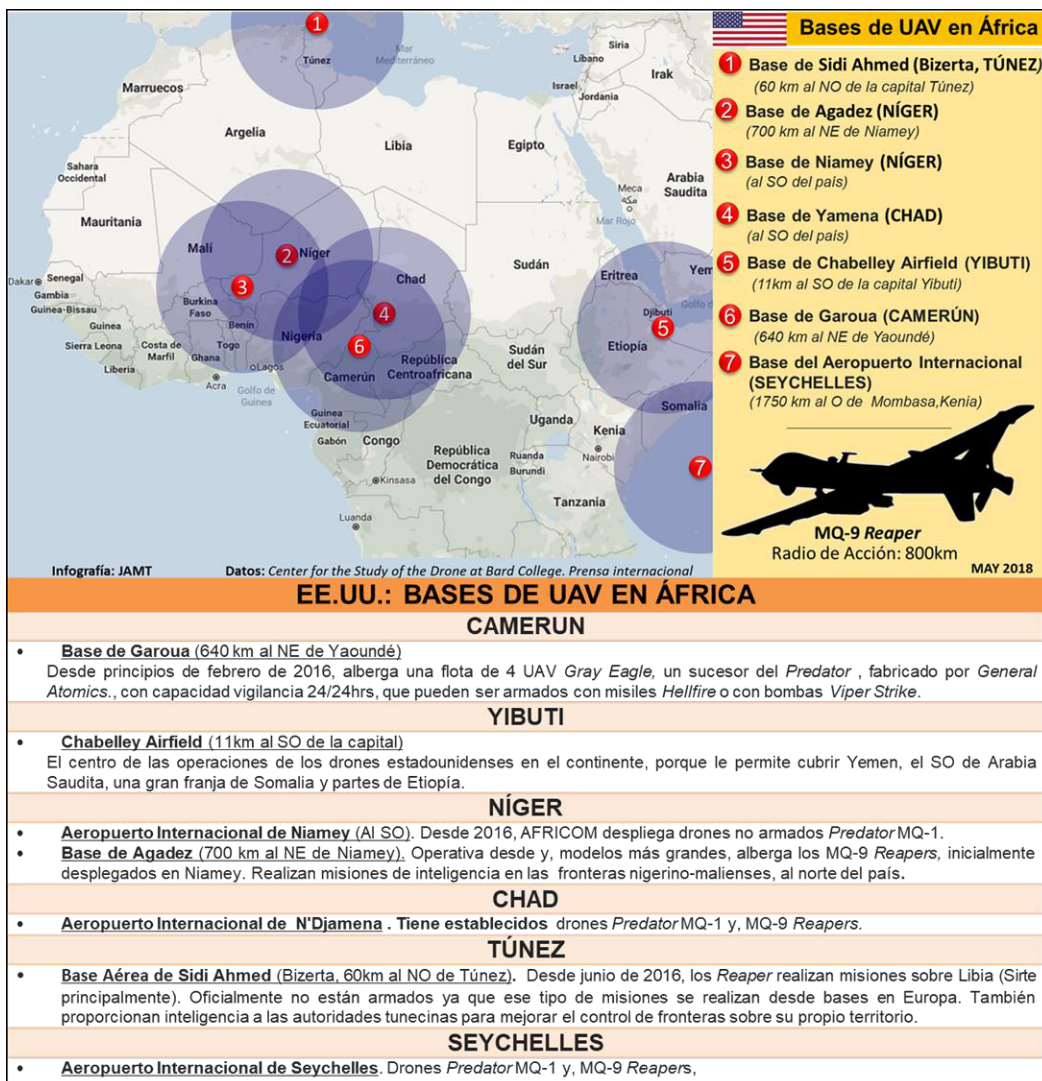 Bases de UAV en África
1 Base de Sidi Ahmed (Bizerta, TÚNEZ)
(60 km al NO de la capital Túnez)
2 Base de Agadez (NÍGER)
(700 km al NE de Niamey)
3 Base de Niamey (NÍGER)
(al SO del país)
4 Base de Yamena (CHAD)
(al SO del país)
5 Base de Chabelley Airfield (YIBUTI)
(11km al SO de la capital Yibuti)
6 Base de Garoua (CAMERÚN)
(640 km al NE de Yaoundé)
7 Base del Aeropuerto Internacional
(SEYCHELLES)
(1750 km al O de Mombasa,Kenia)
MQ-9 Reaper
Radio de Acción: 800km
MAY 2018
1
Túnez
Mar
Mediterráneo
Siria
Líbano
Israel
Irak
Jordania
Marruecos
Argelia
Libia
Egipto
Arabia
Saudita
Sahara
Occidental
Meca
مكة
Mar Rojo
Mauritania
Malí
2
Níger
3
Chad
4
Sudán
Eritrea
Yem
Golfo de
Dakar
Senegal
Gambia
Guinea-Bissau
Burkina
Faso
Benín
Nigeria
Djibouti
5
Guinea
Sierra Leona
Costa de
Marfil
Togo
Ghana
Lagos
6
Camerún
República
Centroafricana
Sudán
del Sur
Etiopía
Liberia
Acra
Golfo de
Guinea
Guinea
Ecuatorial
Gabón
Congo
Uganda
Kenia
Somalia
República
Democrática
del Congo
Ruanda
Burundi
Nairobi
7
Kinsasa
Tanzania
Luanda
Infografía: JAMT
Datos: Center for the Study of the Drone at Bard College. Prensa internacional
EE.UU.: BASES DE UAV EN ÁFRICA
CAMERUN
• Base de Garoua (640 km al NE de Yaoundé)
Desde principios de febrero de 2016, alberga una flota de 4 UAV Gray Eagle, un sucesor del Predator , fabricado por General
Atomics., con capacidad vigilancia 24/24hrs, que pueden ser armados con misiles Hellfire o con bombas Viper Strike.
YIBUTI
• Chabelley Airfield (11km al SO de la capital)
El centro de las operaciones de los drones estadounidenses en el continente, porque le permite cubrir Yemen, el SO de Arabia
Saudita, una gran franja de Somalia y partes de Etiopía.
NÍGER
• Aeropuerto Internacional de Niamey (Al SO). Desde 2016, AFRICOM despliega drones no armados Predator MQ-1.
• Base de Agadez (700 km al NE de Niamey). Operativa desde y, modelos más grandes, alberga los MQ-9 Reapers, inicialmente
desplegados en Niamey. Realizan misiones de inteligencia en las fronteras nigerino-malienses, al norte del país.
CHAD
• Aeropuerto Internacional de N'Djamena . Tiene establecidos drones Predator MQ-1 y, MQ-9 Reapers.
TÚNEZ
• Base Aérea de Sidi Ahmed (Bizerta, 60km al NO de Túnez). Desde junio de 2016, los Reaper realizan misiones sobre Libia (Sirte
principalmente). Oficialmente no están armados ya que ese tipo de misiones se realizan desde bases en Europa. También
proporcionan inteligencia a las autoridades tunecinas para mejorar el control de fronteras sobre su propio territorio.
SEYCHELLES
• Aeropuerto Internacional de Seychelles. Drones Predator MQ-1 y, MQ-9 Reapers,